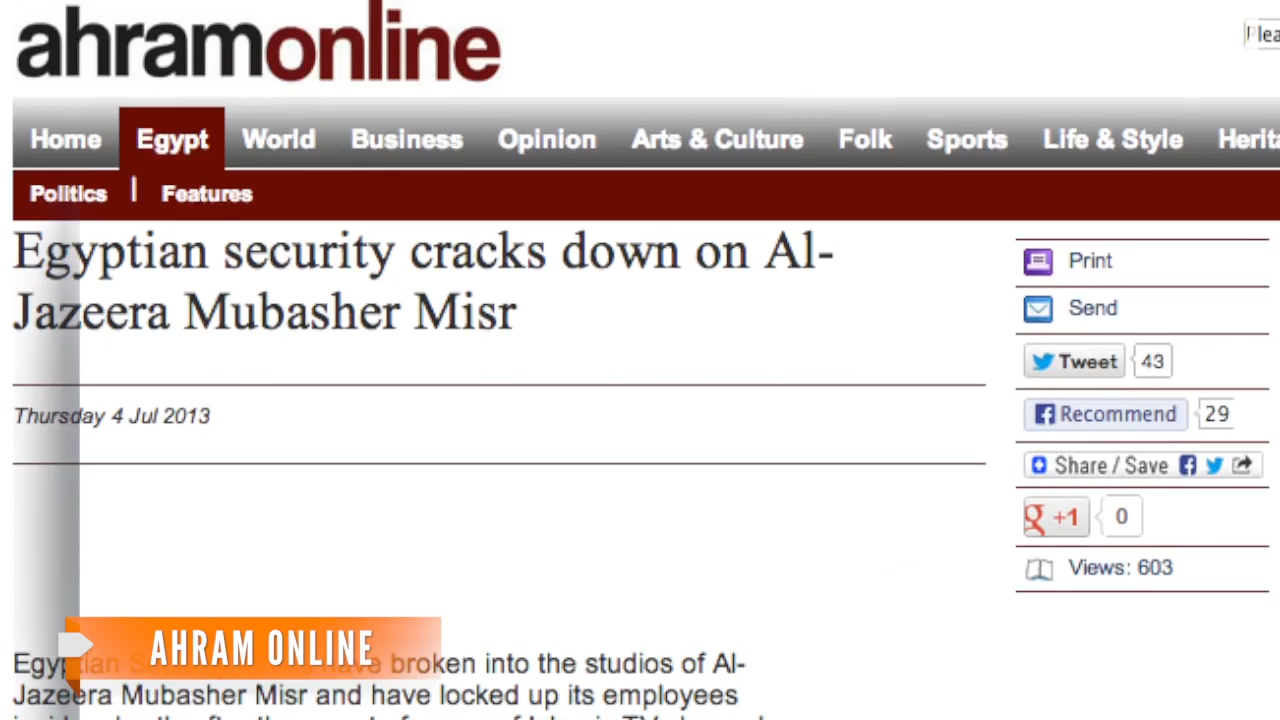 ahramonline
Home Egypt World Business Opinion Arts & Culture Folk Sports Life & Style
Politics | Features
Egyptian security cracks down on Al-
Jazeera Mubasher Misr
Thursday 4 Jul 2013
Print
Send
Tweet 43
Recommend 29
Share / Save
g +1 0
Views: 603
AHRAM ONLINE
broken into the studios of Al-
Jazeera Mubasher Misr and have locked up its employees